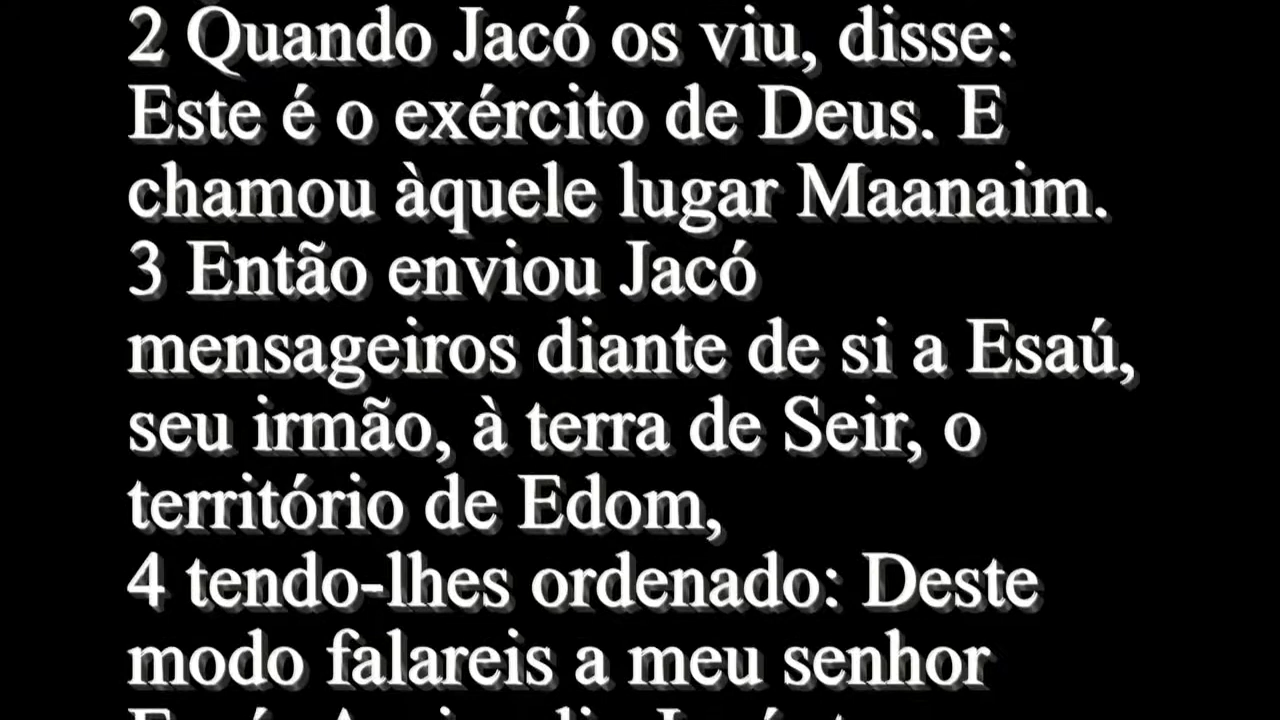 2 Quando Jacó os viu, disse:
Este é o exército de Deus. E
chamou àquele lugar Maanaim.
3 Então enviou Jacó
mensageiros diante de si a Esaú,
seu irmão, à terra de Seir, o
território de Edom,
4 tendo-lhes ordenado: Deste
modo falareis a meu senhor